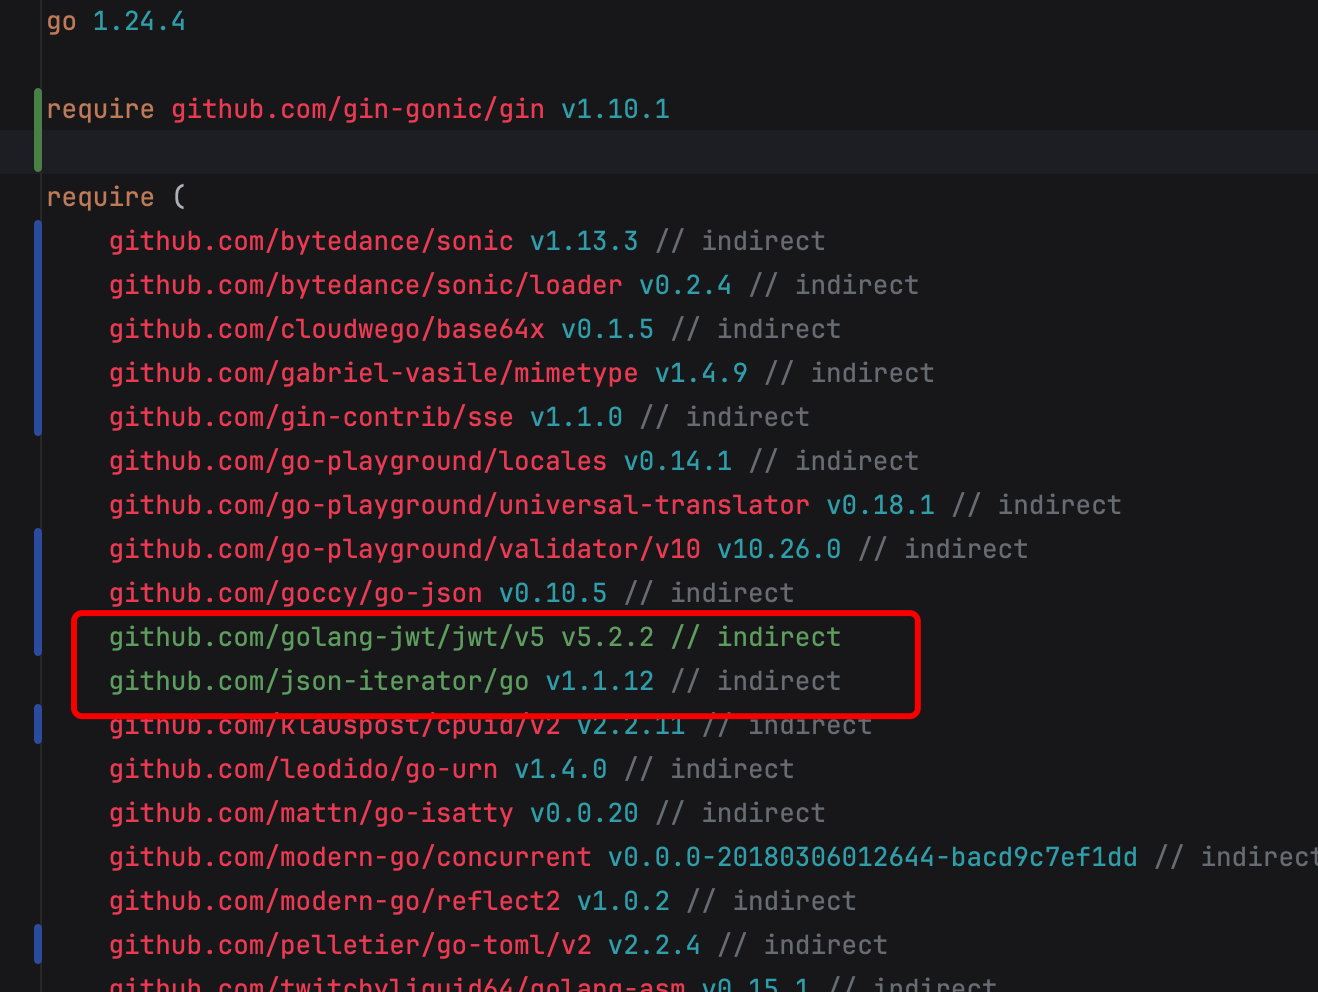 go 1.24.4
require github.com/gin-gonic/gin v1.10.1
require (
github.com/bytedance/sonic v1.13.3 // indirect
github.com/bytedance/sonic/loader v0.2.4 // indirect
github.com/cloudwego/base64x v0.1.5 // indirect
github.com/gabriel-vasile/mimetype v1.4.9 // indirect
github.com/gin-contrib/sse v1.1.0 // indirect
github.com/go-playground/locales v0.14.1 // indirect
github.com/go-playground/universal-translator v0.18.1 // indirect
github.com/go-playground/validator/v10 v10.26.0 // indirect
github.com/goccy/go-json v0.10.5 // indirect
github.com/golang-jwt/jwt/v5 v5.2.2 // indirect
github.com/json-iterator/go v1.1.12 // indirect
github.com/klauspost/cpuid/v2 v2.2.11 // indirect
github.com/leodido/go-urn v1.4.0 // indirect
github.com/mattn/go-isatty v0.0.20 // indirect
github.com/modern-go/concurrent v0.0.0-20180306012644-bacd9c7ef1dd // indirect
github.com/modern-go/reflect2 v1.0.2 // indirect
github.com/pelletier/go-toml/v2 v2.2.4 // indirect
github.com/twitchyliquid64/golang-asm v0.15.1 // indirect